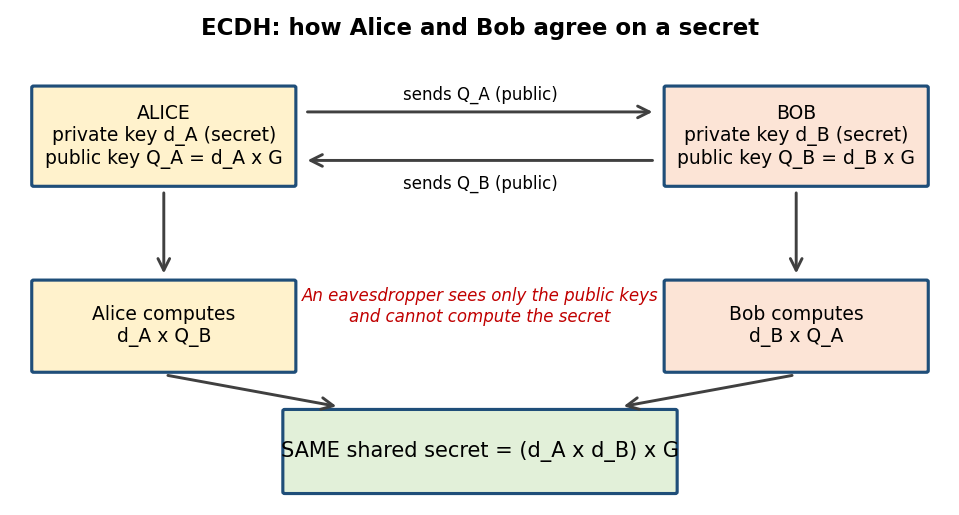 ECDH: how Alice and Bob agree on a secret
sends Q_A (public)
ALICE
private key d_A (secret)
public key Q_A = d_A x G
BOB
private key d_B (secret)
public key Q_B = d_B x G
sends Q_B (public)
An eavesdropper sees only the public keys
and cannot compute the secret
Alice computes
d_A x Q_B
Bob computes
d_B x Q_A
SAME shared secret = (d_A x d_B) x G